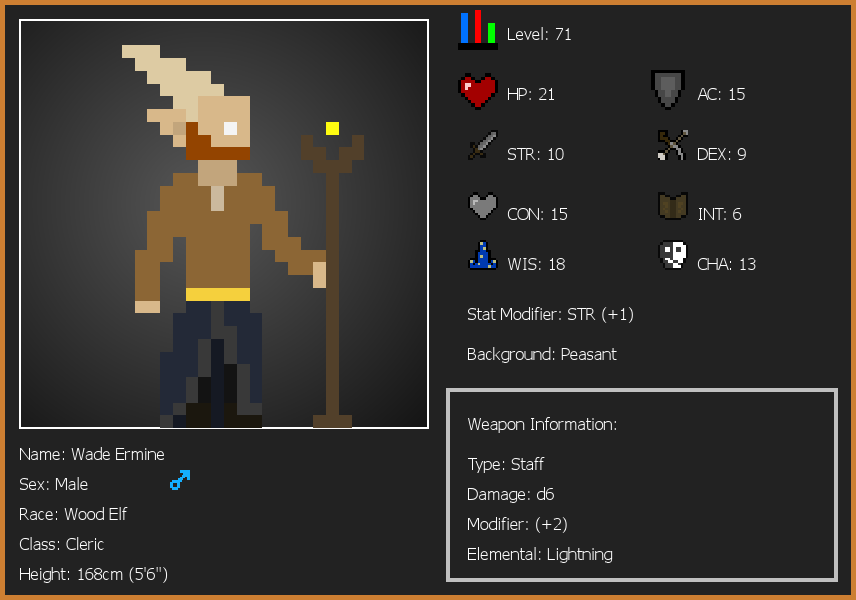 Level: 71
HP: 21
AC: 15
STR: 10
DEX: 9
CON: 15
INT: 6
WIS: 18
CHA: 13
Stat Modifier: STR (+1)
Background: Peasant
Weapon Information:
Type: Staff
Damage: d6
Modifier: (+2)
Elemental: Lightning
Name: Wade Ermine
Sex: Male
Race: Wood Elf
Class: Cleric
Height: 168cm (5'6")